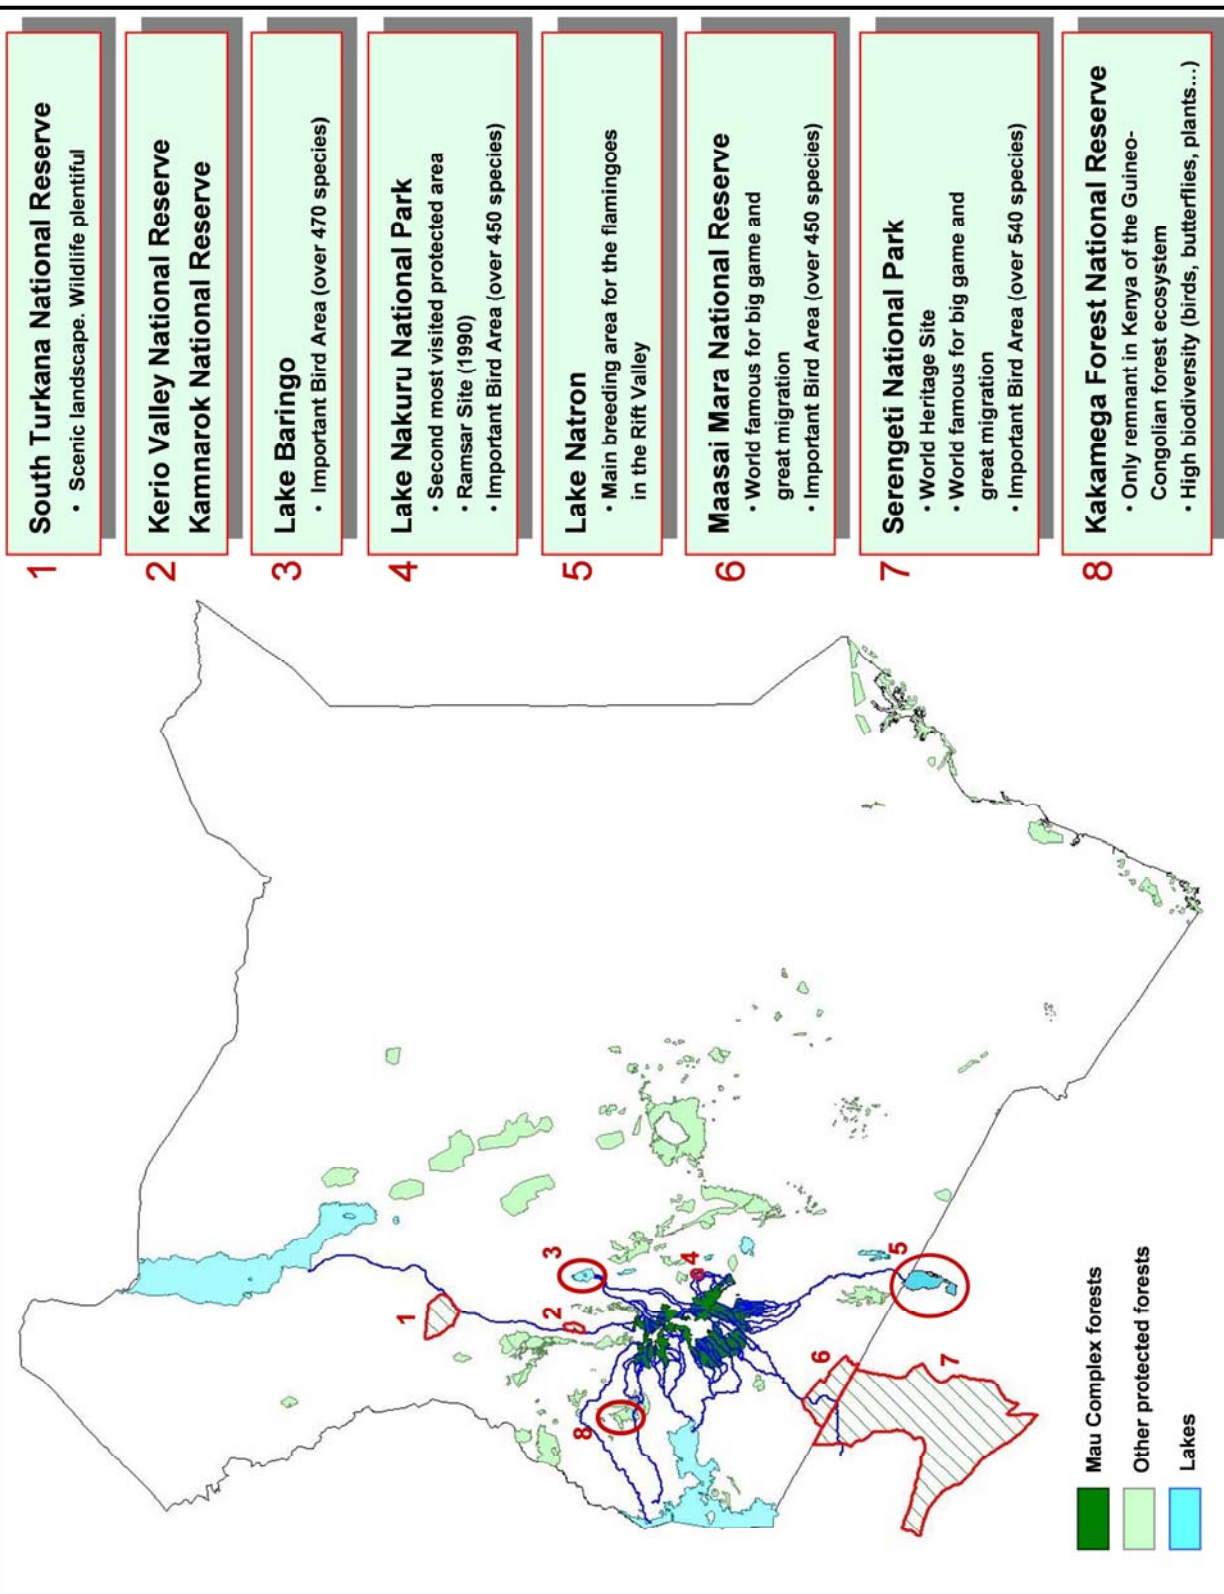 1
South Turkana National Reserve
• Scenic landscape. Wildlife plentiful
2
Kerio Valley National Reserve
Kamnarok National Reserve
3
Lake Baringo
• Important Bird Area (over 470 species)
4
Lake Nakuru National Park
• Second most visited protected area
• Ramsar Site (1990)
• Important Bird Area (over 450 species)
5
Lake Natron
• Main breeding area for the flamingoes
in the Rift Valley
6
Maasai Mara National Reserve
• World famous for big game and
great migration
• Important Bird Area (over 450 species)
7
Serengeti National Park
• World Heritage Site
• World famous for big game and
great migration
• Important Bird Area (over 540 species)
8
Kakamega Forest National Reserve
• Only remnant in Kenya of the Guineo-
Congolian forest ecosystem
• High biodiversity (birds, butterflies, plants...)
1
2
3
8
4
6
5
7
Mau Complex forests
Other protected forests
Lakes